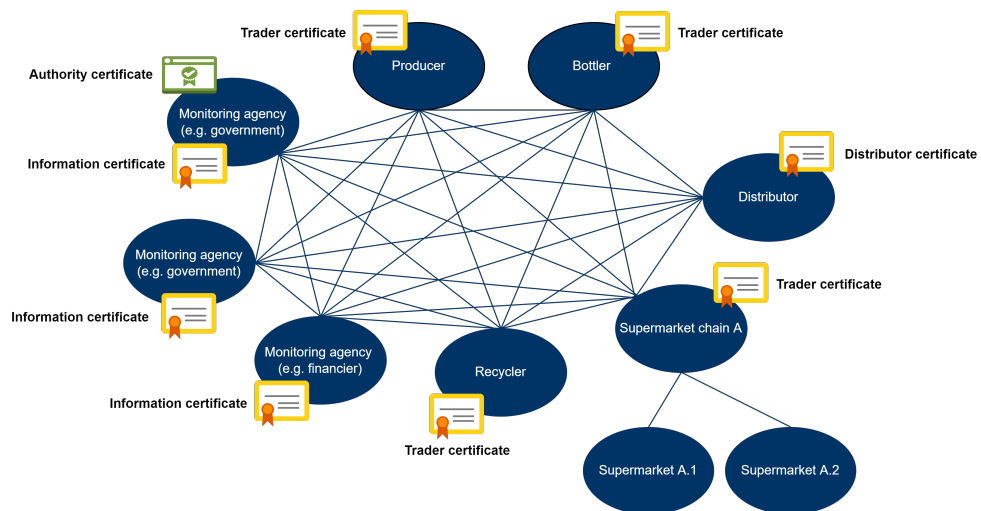 Trader certificate
Producer
Trader certificate
Bottler
Authority certificate
Monitoring agency
(e.g. government)
Information certificate
Distributor certificate
Distributor
Monitoring agency
(e.g. government)
Information certificate
Trader certificate
Supermarket chain A
Monitoring agency
(e.g. financier)
Information certificate
Recycler
Trader certificate
Supermarket A.1
Supermarket A.2